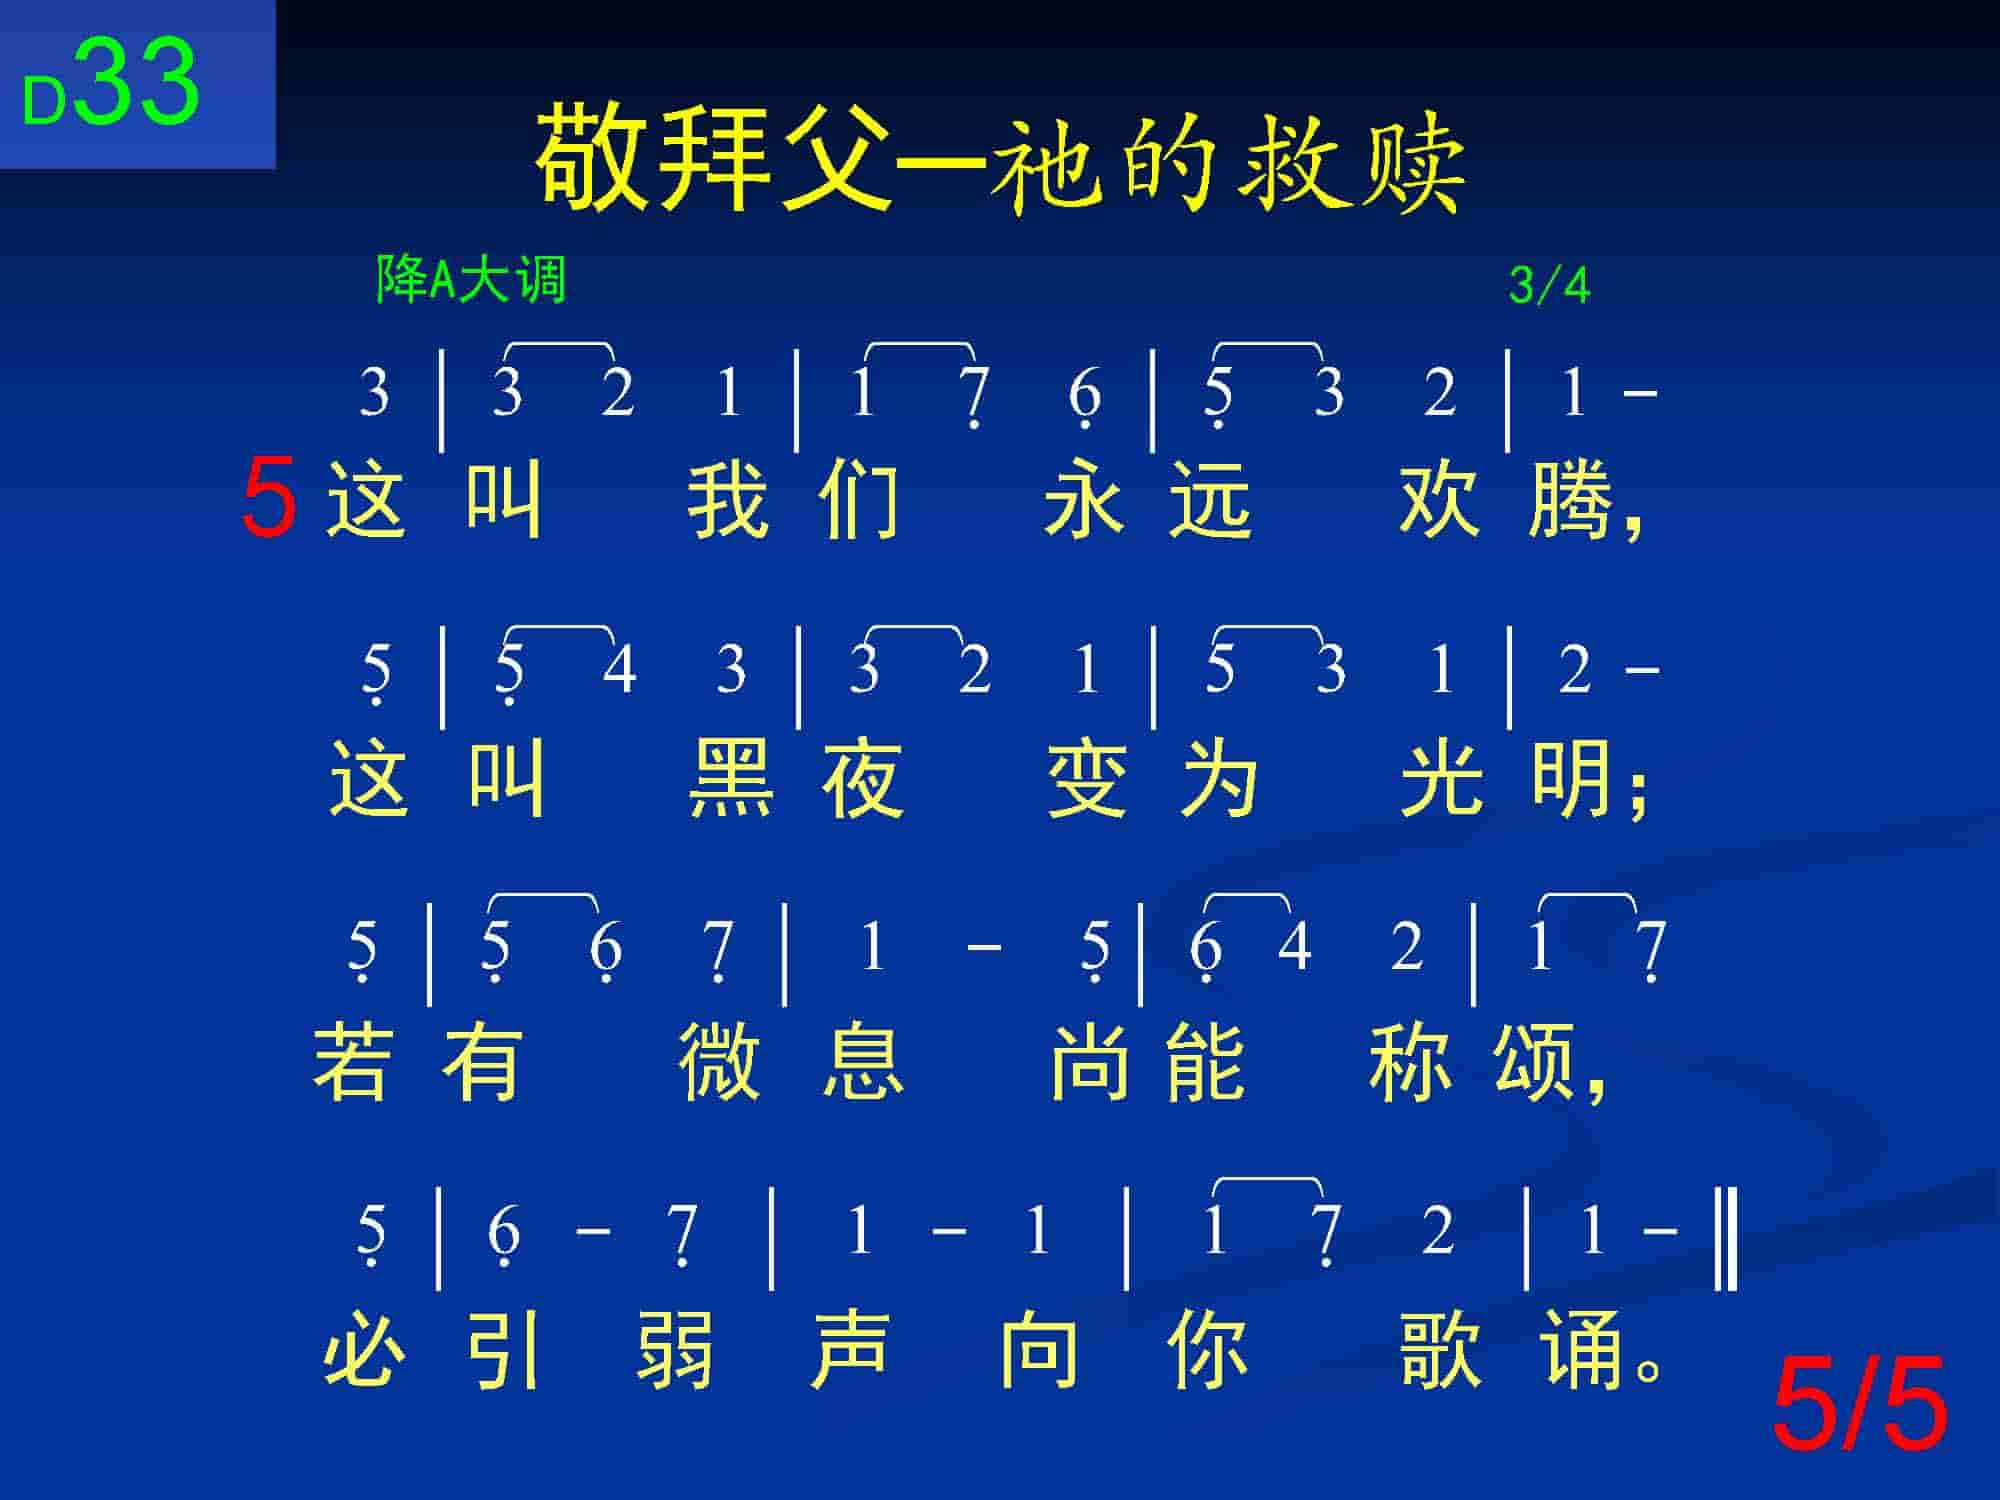 D33
敬拜父—祂的救赎
降A大调 3/4
3 | 3 2 1 | 1 7̣ 6̣ | 5̣ 3 2 | 1 -
5 这叫我们永远欢腾，
5̣ | 5̣ 4 3 | 3 2 1 | 5 3 1 | 2 -
这叫黑夜变为光明；
5̣ | 5̣ 6̣ 7̣ | 1 - 5̣ | 6̣ 4 2 | 1 7̣
若有微息尚能称颂，
5̣ | 6̣ - 7̣ | 1 - 1 | 1 7̣ 2 | 1 - ‖
必引弱声向你歌诵。
5/5